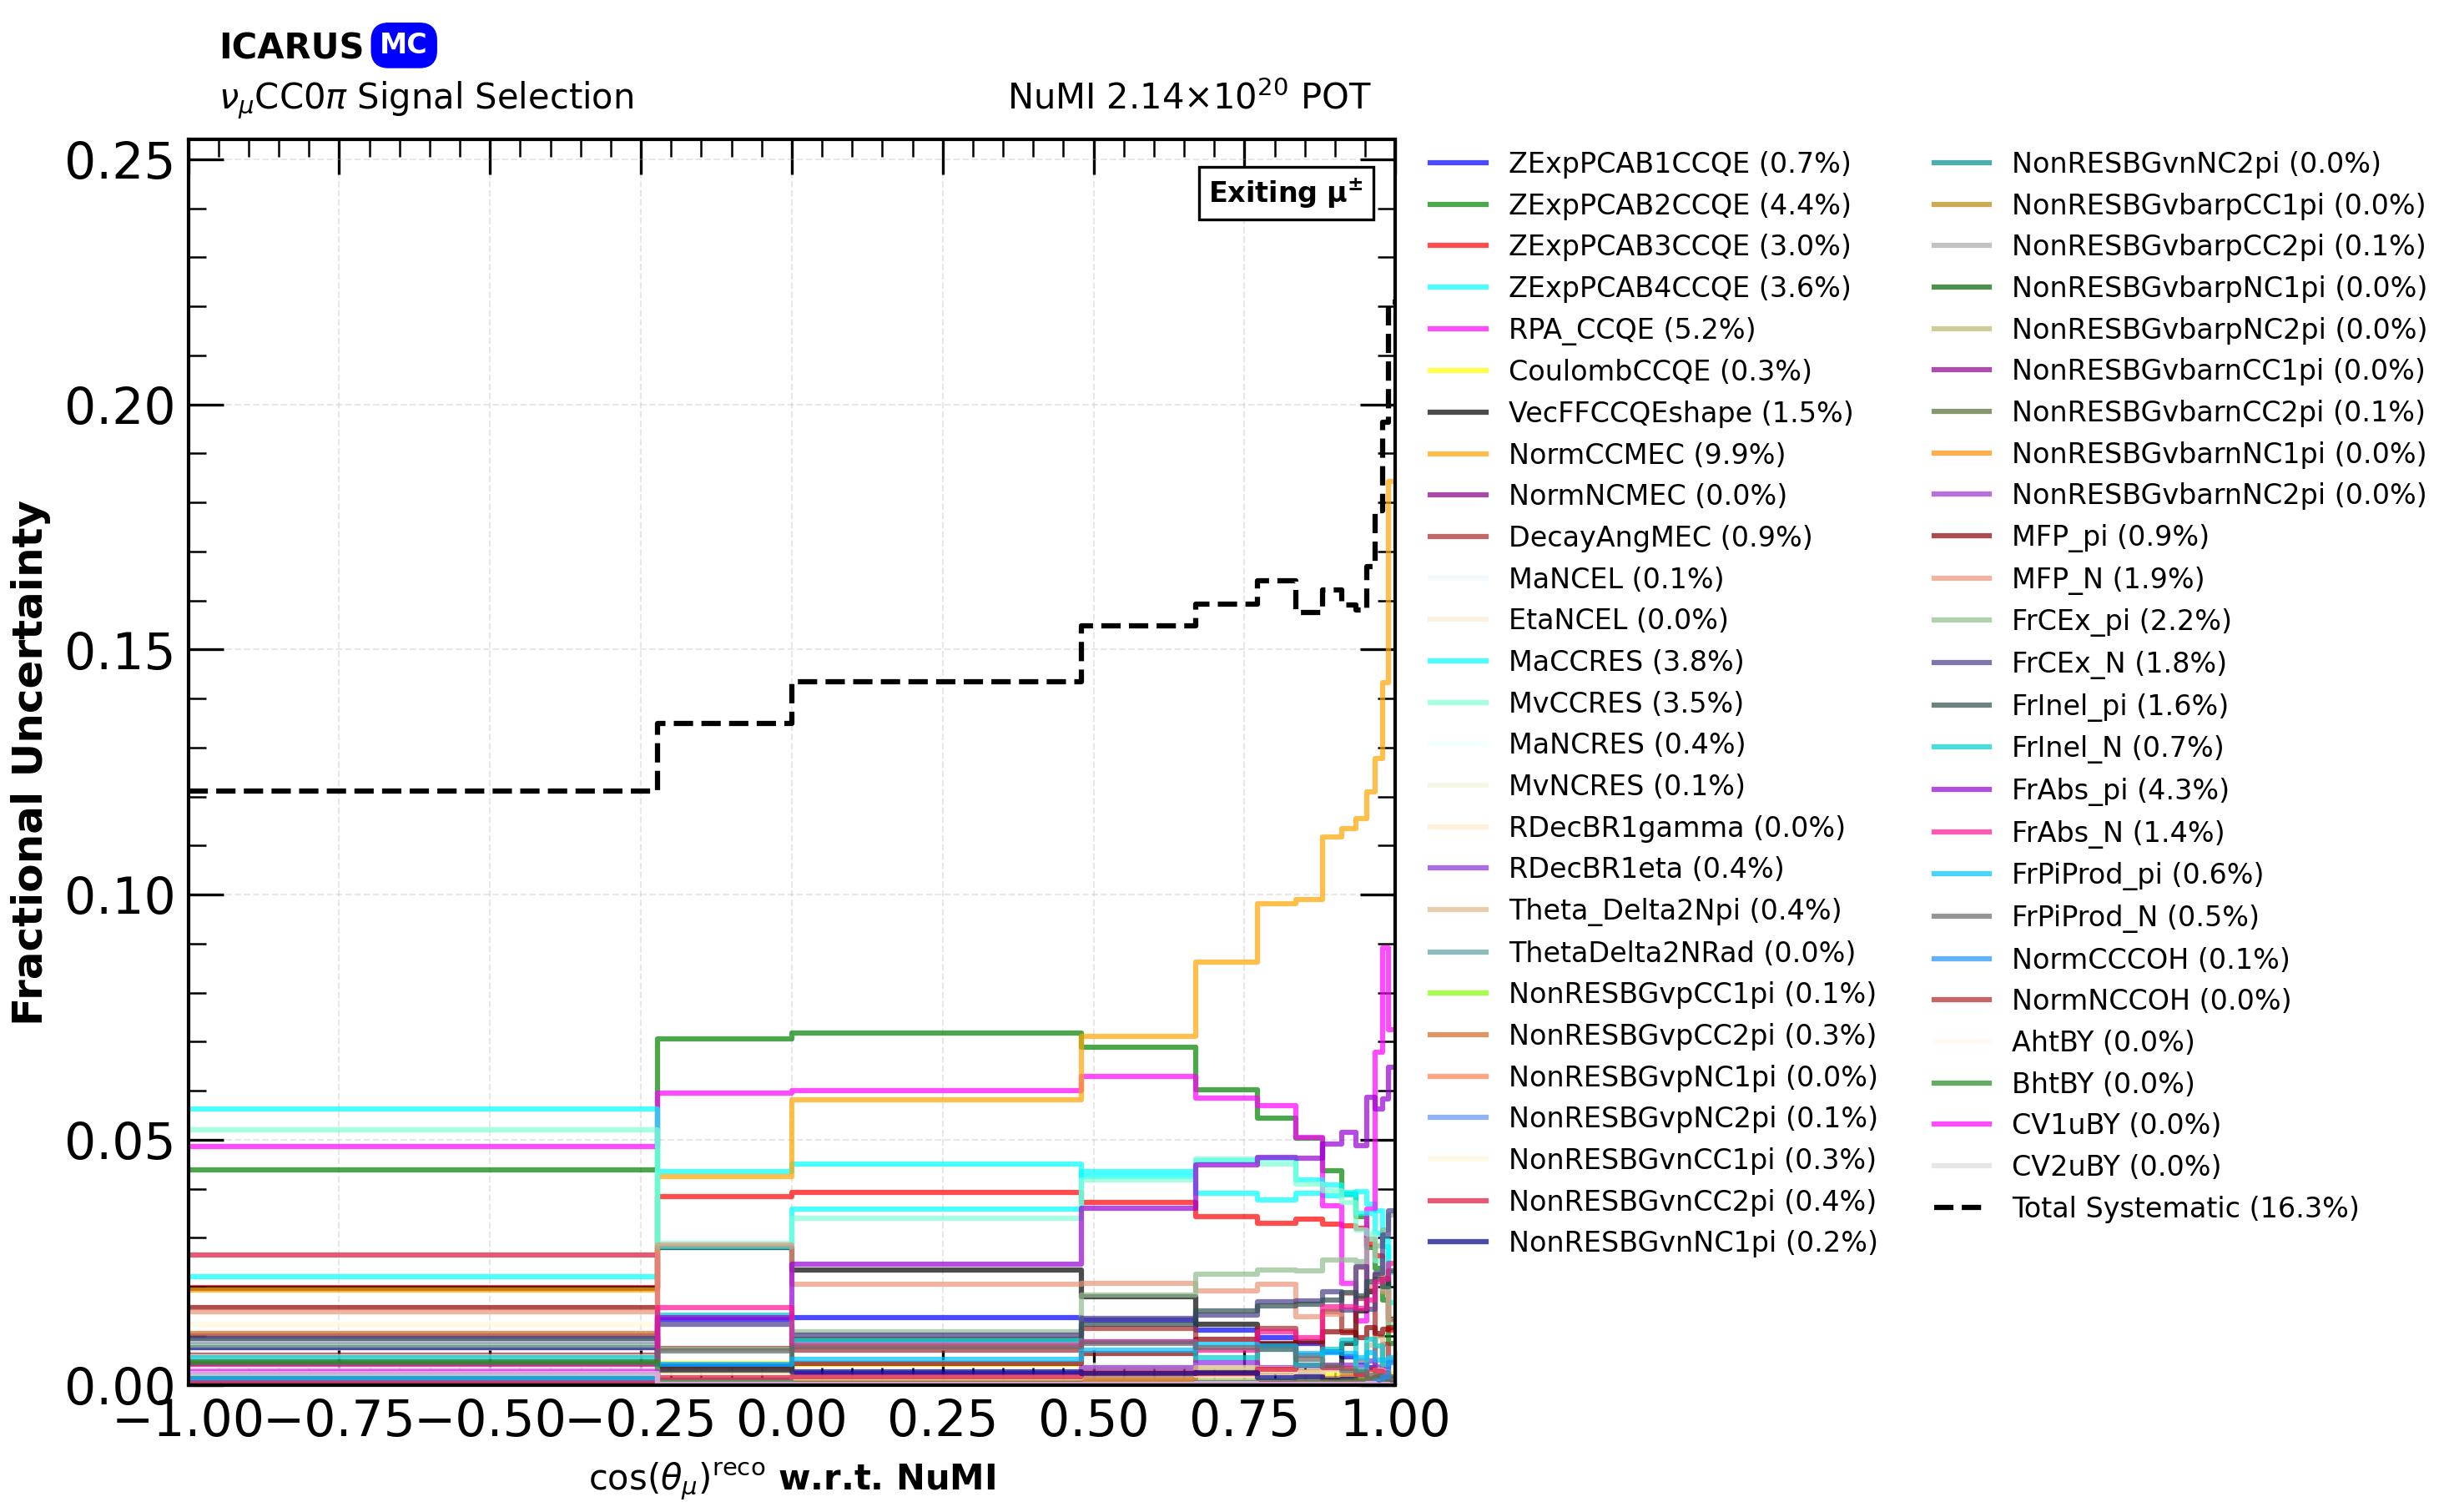 ICARUS MC
νμCC0π Signal Selection
NuMI 2.14×10²⁰ POT
Exiting μ±
Fractional Uncertainty
0.25
0.20
0.15
0.10
0.05
0.00
−1.00 −0.75 −0.50 −0.25 0.00 0.25 0.50 0.75 1.00
cos(θμ)reco w.r.t. NuMI
ZExpPCAB1CCQE (0.7%)
ZExpPCAB2CCQE (4.4%)
ZExpPCAB3CCQE (3.0%)
ZExpPCAB4CCQE (3.6%)
RPA_CCQE (5.2%)
CoulombCCQE (0.3%)
VecFFCCQEshape (1.5%)
NormCCMEC (9.9%)
NormNCMEC (0.0%)
DecayAngMEC (0.9%)
MaNCEL (0.1%)
EtaNCEL (0.0%)
MaCCRES (3.8%)
MvCCRES (3.5%)
MaNCRES (0.4%)
MvNCRES (0.1%)
RDecBR1gamma (0.0%)
RDecBR1eta (0.4%)
Theta_Delta2Npi (0.4%)
ThetaDelta2NRad (0.0%)
NonRESBGvpCC1pi (0.1%)
NonRESBGvpCC2pi (0.3%)
NonRESBGvpNC1pi (0.0%)
NonRESBGvpNC2pi (0.1%)
NonRESBGvnCC1pi (0.3%)
NonRESBGvnCC2pi (0.4%)
NonRESBGvnNC1pi (0.2%)
NonRESBGvnNC2pi (0.0%)
NonRESBGvbarpCC1pi (0.0%)
NonRESBGvbarpCC2pi (0.1%)
NonRESBGvbarpNC1pi (0.0%)
NonRESBGvbarpNC2pi (0.0%)
NonRESBGvbarnCC1pi (0.0%)
NonRESBGvbarnCC2pi (0.1%)
NonRESBGvbarnNC1pi (0.0%)
NonRESBGvbarnNC2pi (0.0%)
MFP_pi (0.9%)
MFP_N (1.9%)
FrCEx_pi (2.2%)
FrCEx_N (1.8%)
FrInel_pi (1.6%)
FrInel_N (0.7%)
FrAbs_pi (4.3%)
FrAbs_N (1.4%)
FrPiProd_pi (0.6%)
FrPiProd_N (0.5%)
NormCCCOH (0.1%)
NormNCCOH (0.0%)
AhtBY (0.0%)
BhtBY (0.0%)
CV1uBY (0.0%)
CV2uBY (0.0%)
Total Systematic (16.3%)